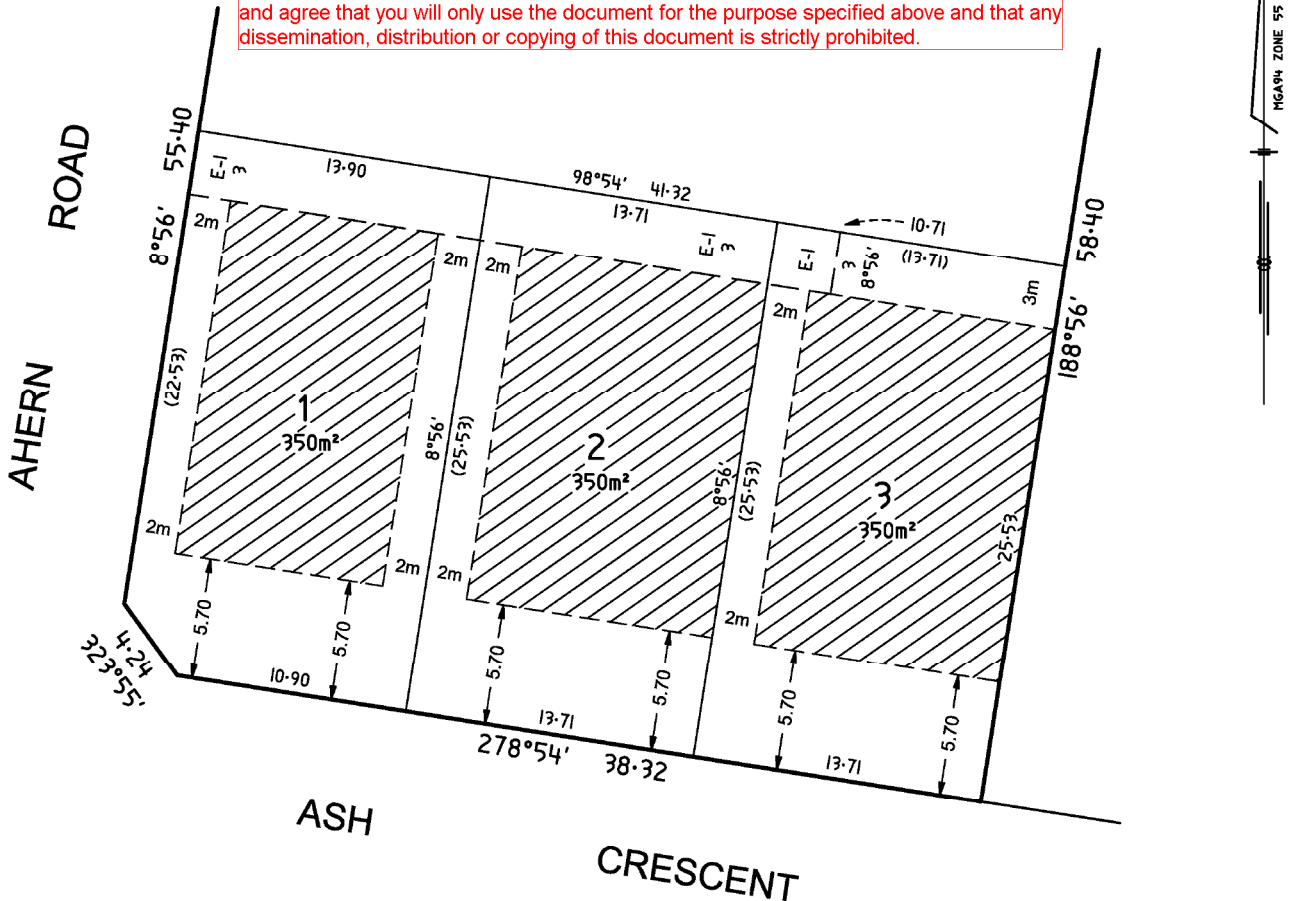 and agree that you will only use the document for the purpose specified above and that any
dissemination, distribution or copying of this document is strictly prohibited.
MGA94 ZONE 55
AHERN ROAD
55·40
8°56'
(22·53)
E-1
3
13·90
98°54' 41·32
13·71
E-1
3
10·71
E-1
3
8°56'
(13·71)
3m
58·40
188°56'
2m
2m
2m
2m
1
350m²
8°56'
(25·53)
2
350m²
8°56'
(25·53)
3
350m²
25·53
2m
2m
2m
2m
5.70
5.70
5.70
5.70
5.70
5.70
4·24
323°55'
10·90
13·71
13·71
278°54' 38·32
ASH CRESCENT